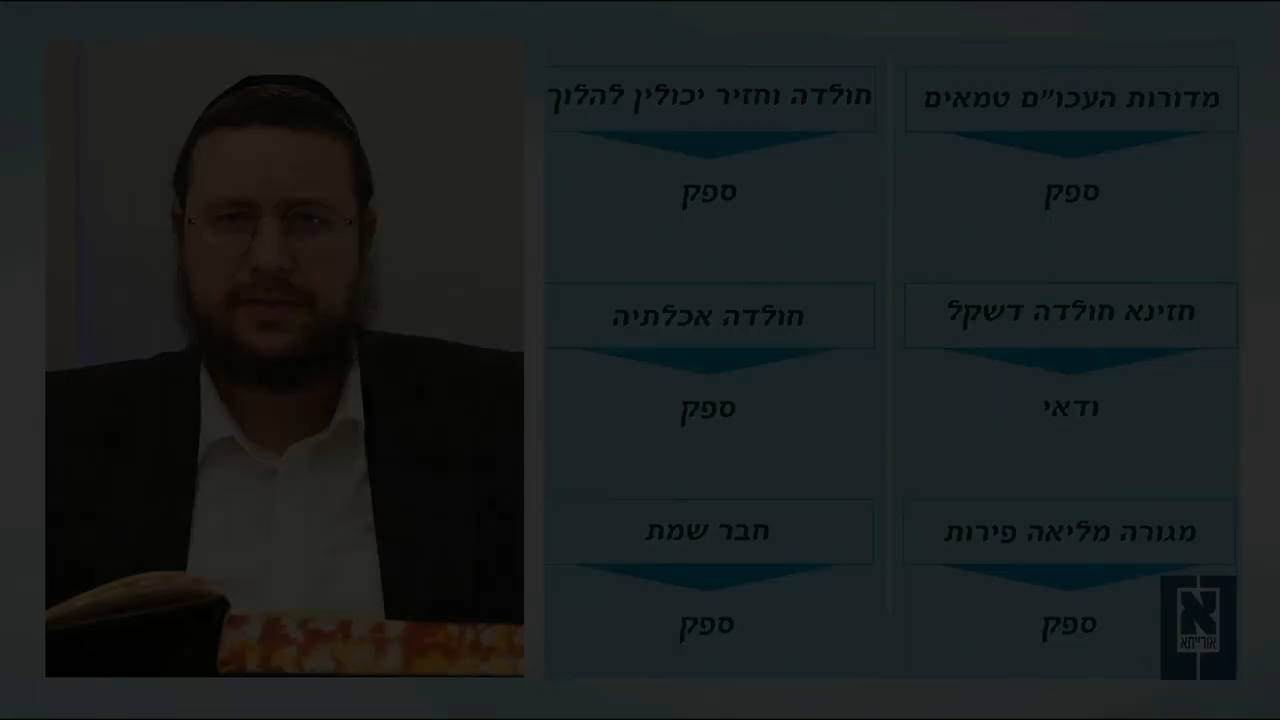 מדורות העכו"ם טמאים
ספק
חולדה וחזיר יכולין להלוך
ספק
חזינא חולדה דשקל
ודאי
חולדה אכלתיה
ספק
מגורה מליאה פירות
ספק
חבר שמת
ספק
א
אורייתא